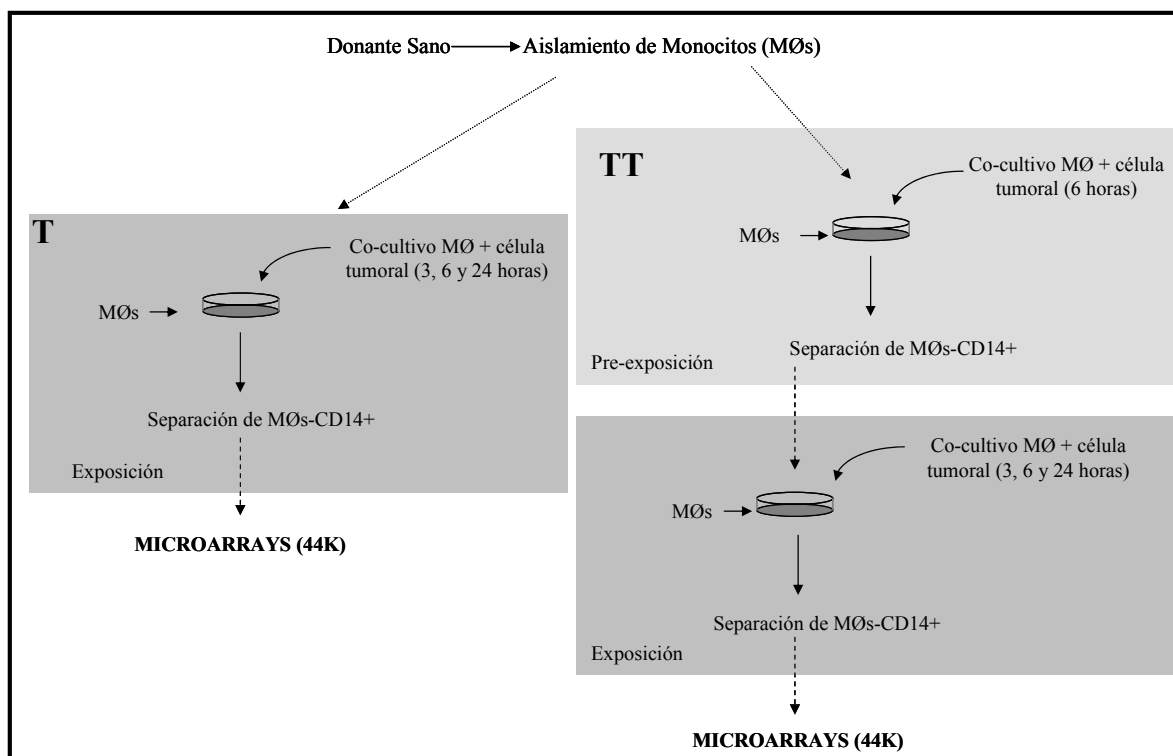 Donante Sano Aislamiento de Monocitos (MØs)
T
Co-cultivo MØ + célula
tumoral (3, 6 y 24 horas)
MØs
Separación de MØs-CD14+
Exposición
MICROARRAYS (44K)
TT
Co-cultivo MØ + célula
tumoral (6 horas)
MØs
Separación de MØs-CD14+
Pre-exposición
Co-cultivo MØ + célula
tumoral (3, 6 y 24 horas)
MØs
Separación de MØs-CD14+
Exposición
MICROARRAYS (44K)